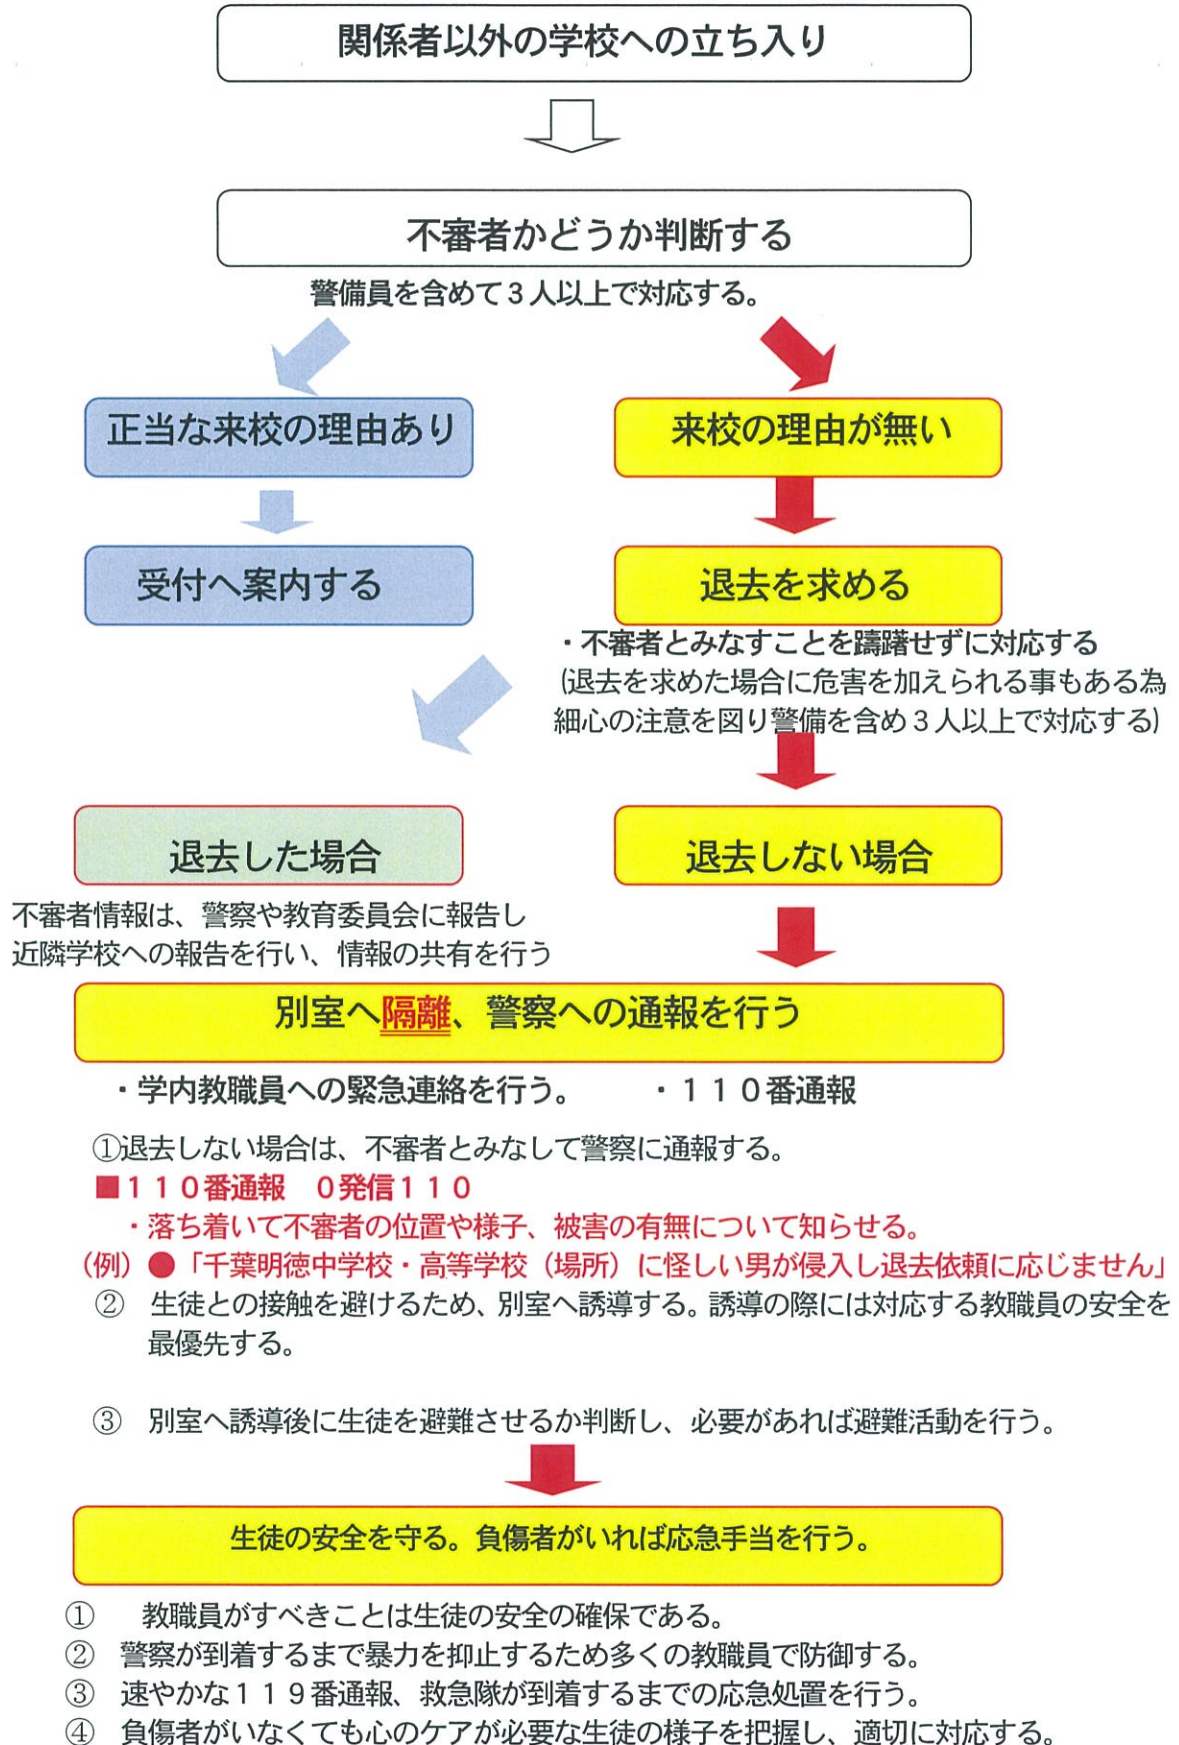 関係者以外の学校への立ち入り
不審者かどうか判断する
警備員を含めて３人以上で対応する。
正当な来校の理由あり
来校の理由が無い
受付へ案内する
退去を求める
・不審者とみなすことを躊躇せずに対応する
(退去を求めた場合に危害を加えられる事もある為
細心の注意を図り警備を含め３人以上で対応する)
退去した場合
退去しない場合
不審者情報は、警察や教育委員会に報告し
近隣学校への報告を行い、情報の共有を行う
別室へ隔離、警察への通報を行う
・学内教職員への緊急連絡を行う。　　・１１０番通報
①退去しない場合は、不審者とみなして警察に通報する。
■１１０番通報　０発信１１０
・落ち着いて不審者の位置や様子、被害の有無について知らせる。
（例）●「千葉明徳中学校・高等学校（場所）に怪しい男が侵入し退去依頼に応じません」
②　生徒との接触を避けるため、別室へ誘導する。誘導の際には対応する教職員の安全を
最優先する。
③　別室へ誘導後に生徒を避難させるか判断し、必要があれば避難活動を行う。
生徒の安全を守る。負傷者がいれば応急手当を行う。
①　教職員がすべきことは生徒の安全の確保である。
②　警察が到着するまで暴力を抑止するため多くの教職員で防御する。
③　速やかな１１９番通報、救急隊が到着するまでの応急処置を行う。
④　負傷者がいなくても心のケアが必要な生徒の様子を把握し、適切に対応する。